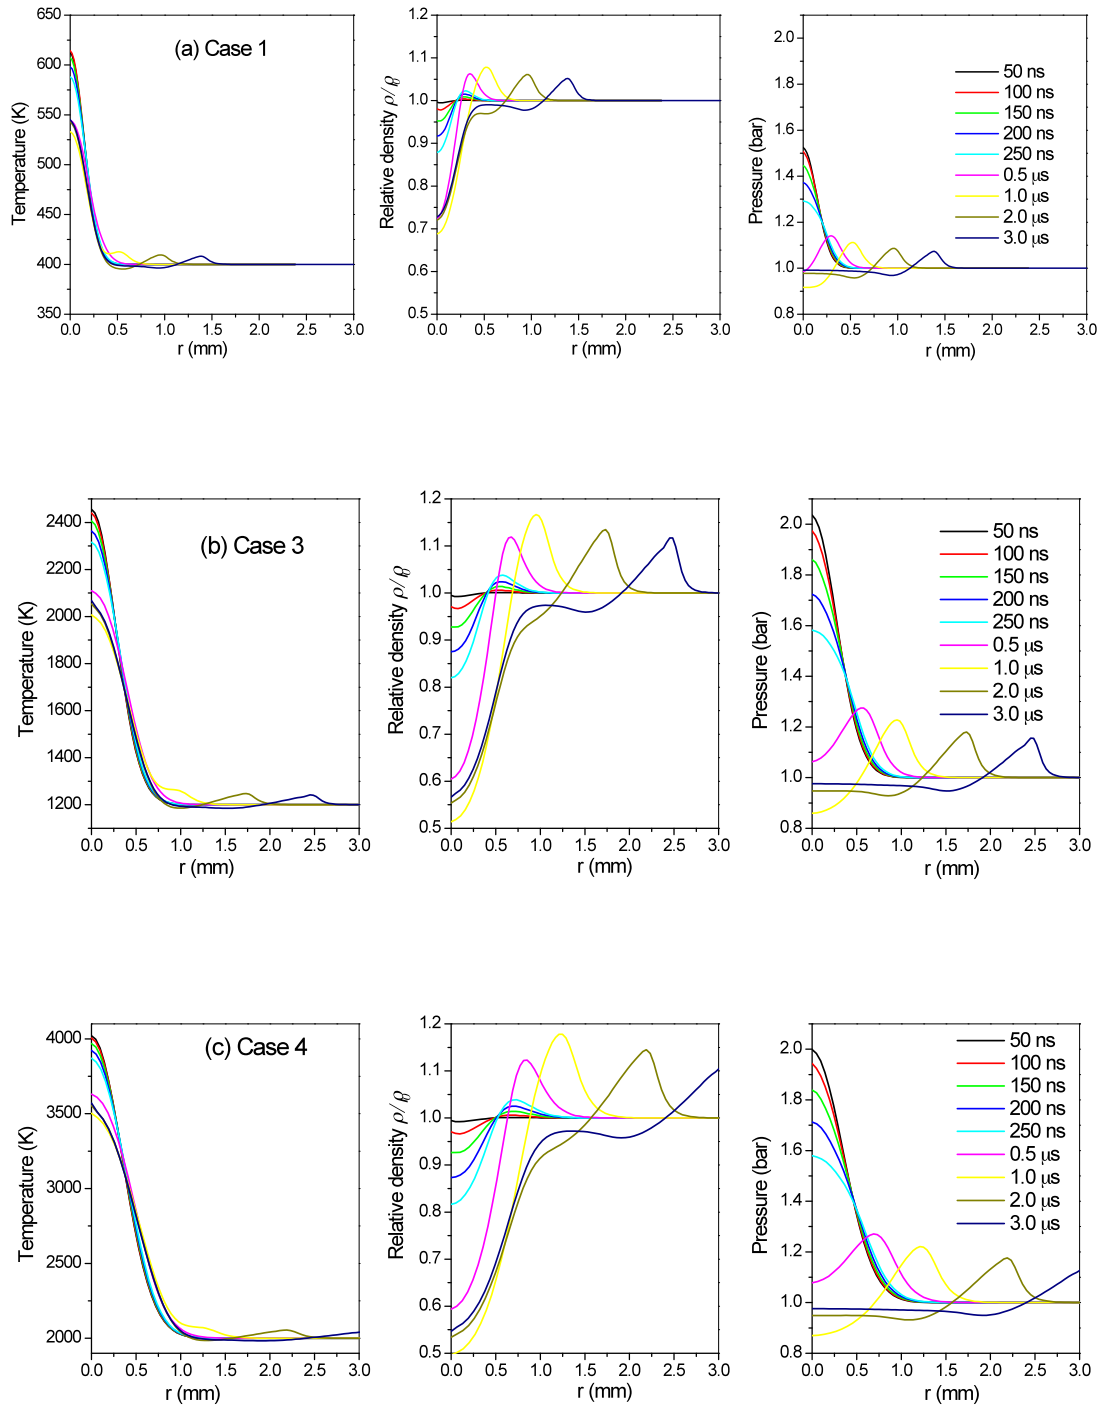 (a) Case 1
Temperature (K)
650
600
550
500
450
400
350
0.0 0.5 1.0 1.5 2.0 2.5 3.0
r (mm)
Relative density ρ/ρ0
1.2
1.1
1.0
0.9
0.8
0.7
0.6
0.5
0.0 0.5 1.0 1.5 2.0 2.5 3.0
r (mm)
Pressure (bar)
2.0
1.8
1.6
1.4
1.2
1.0
0.8
0.0 0.5 1.0 1.5 2.0 2.5 3.0
r (mm)
50 ns
100 ns
150 ns
200 ns
250 ns
0.5 μs
1.0 μs
2.0 μs
3.0 μs
(b) Case 3
Temperature (K)
2400
2200
2000
1800
1600
1400
1200
0.0 0.5 1.0 1.5 2.0 2.5 3.0
r (mm)
Relative density ρ/ρ0
1.2
1.1
1.0
0.9
0.8
0.7
0.6
0.5
0.0 0.5 1.0 1.5 2.0 2.5 3.0
r (mm)
Pressure (bar)
2.0
1.8
1.6
1.4
1.2
1.0
0.8
0.0 0.5 1.0 1.5 2.0 2.5 3.0
r (mm)
50 ns
100 ns
150 ns
200 ns
250 ns
0.5 μs
1.0 μs
2.0 μs
3.0 μs
(c) Case 4
Temperature (K)
4000
3500
3000
2500
2000
0.0 0.5 1.0 1.5 2.0 2.5 3.0
r (mm)
Relative density ρ/ρ0
1.2
1.1
1.0
0.9
0.8
0.7
0.6
0.5
0.0 0.5 1.0 1.5 2.0 2.5 3.0
r (mm)
Pressure (bar)
2.0
1.8
1.6
1.4
1.2
1.0
0.8
0.0 0.5 1.0 1.5 2.0 2.5 3.0
r (mm)
50 ns
100 ns
150 ns
200 ns
250 ns
0.5 μs
1.0 μs
2.0 μs
3.0 μs